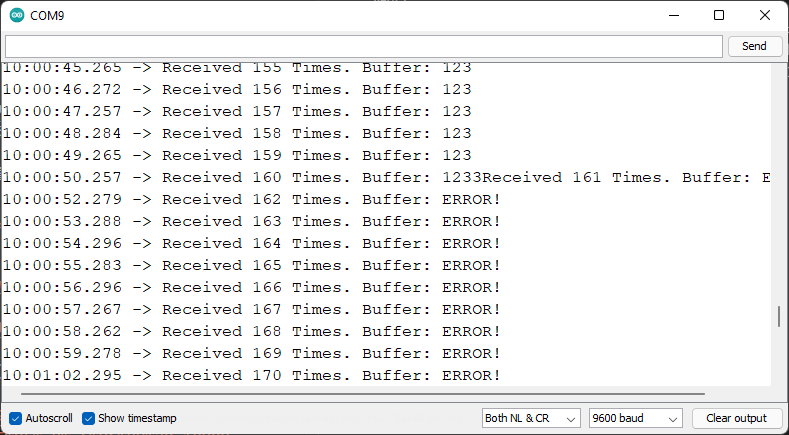 COM9
Send
10:00:45.265 -> Received 155 Times. Buffer: 123
10:00:46.272 -> Received 156 Times. Buffer: 123
10:00:47.257 -> Received 157 Times. Buffer: 123
10:00:48.284 -> Received 158 Times. Buffer: 123
10:00:49.265 -> Received 159 Times. Buffer: 123
10:00:50.257 -> Received 160 Times. Buffer: 1233Received 161 Times. Buffer: E
10:00:52.279 -> Received 162 Times. Buffer: ERROR!
10:00:53.288 -> Received 163 Times. Buffer: ERROR!
10:00:54.296 -> Received 164 Times. Buffer: ERROR!
10:00:55.283 -> Received 165 Times. Buffer: ERROR!
10:00:56.296 -> Received 166 Times. Buffer: ERROR!
10:00:57.267 -> Received 167 Times. Buffer: ERROR!
10:00:58.262 -> Received 168 Times. Buffer: ERROR!
10:00:59.278 -> Received 169 Times. Buffer: ERROR!
10:01:02.295 -> Received 170 Times. Buffer: ERROR!
Autoscroll Show timestamp Both NL & CR 9600 baud Clear output